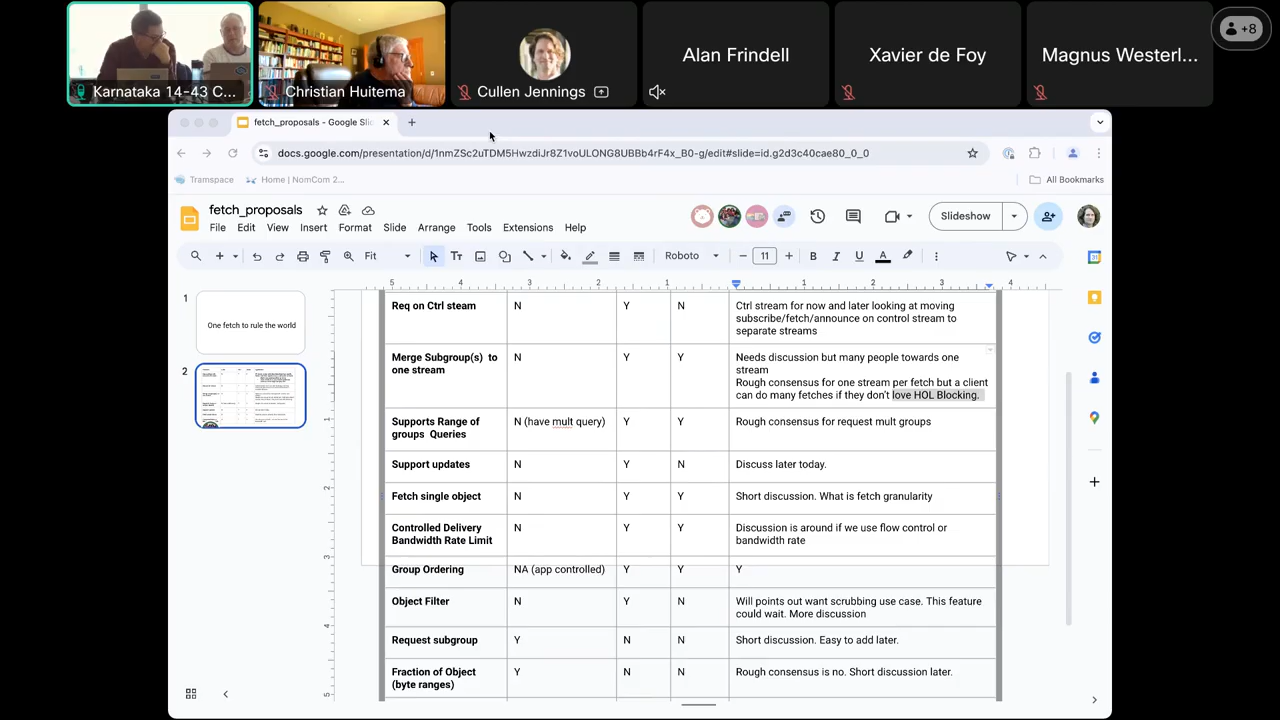 Karnataka 14-43 C...
Christian Huitema
Cullen Jennings
Alan Frindell
Xavier de Foy
Magnus Westerl...
+8
fetch_proposals - Google Slic
docs.google.com/presentation/d/1nmZSc2uTDM5HwzdiJr8Z1voULONG8UBBb4rF4x_B0-g/edit#slide=id.g2d3c40cae80_0_0
Tramspace
Home | NomCom 2...
All Bookmarks
fetch_proposals
File Edit View Insert Format Slide Arrange Tools Extensions Help
Slideshow
Fit
Roboto
11
B I U A
5 3 2 1 1 2 3 4
1
One fetch to rule the world
2
Req on Ctrl steam N Y N Ctrl stream for now and later looking at moving
subscribe/fetch/announce on control stream to
separate streams
Merge Subgroup(s) to N Y Y Needs discussion but many people towards one
one stream stream
Rough consensus for one stream per fetch but a client
can do many fetches if they don't love HOL Blocking.
Supports Range of N (have mult query) Y Y Rough consensus for request mult groups
groups Queries
Support updates N Y N Discuss later today.
Fetch single object N Y Y Short discussion. What is fetch granularity
Controlled Delivery N Y Y Discussion is around if we use flow control or
Bandwidth Rate Limit bandwidth rate
Group Ordering NA (app controlled) Y Y Y
Object Filter N Y N Will points out want scrubbing use case. This feature
could wait. More discussion
Request subgroup Y N N Short discussion. Easy to add later.
Fraction of Object Y N N Rough consensus is no. Short discussion later.
(byte ranges)